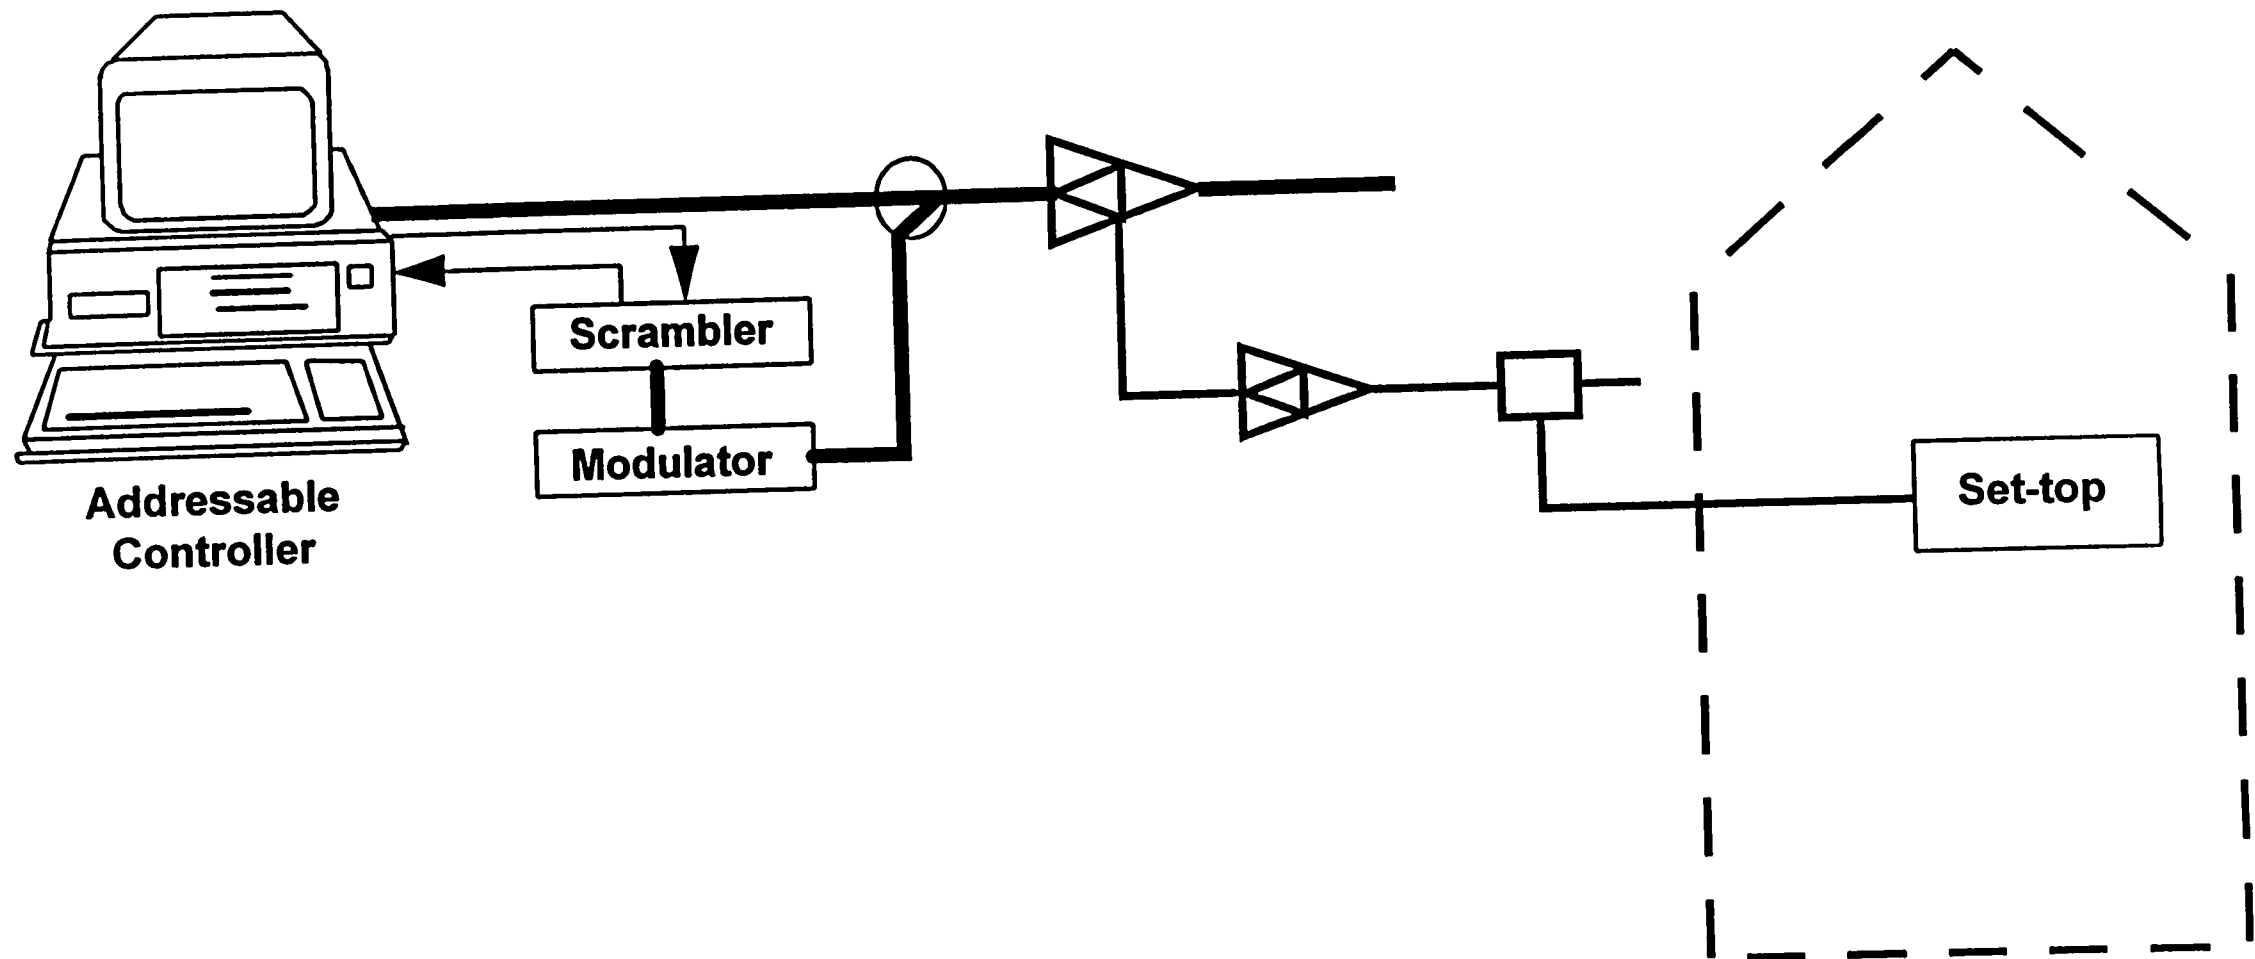 Scrambler
Modulator
Addressable
Controller
Set-top